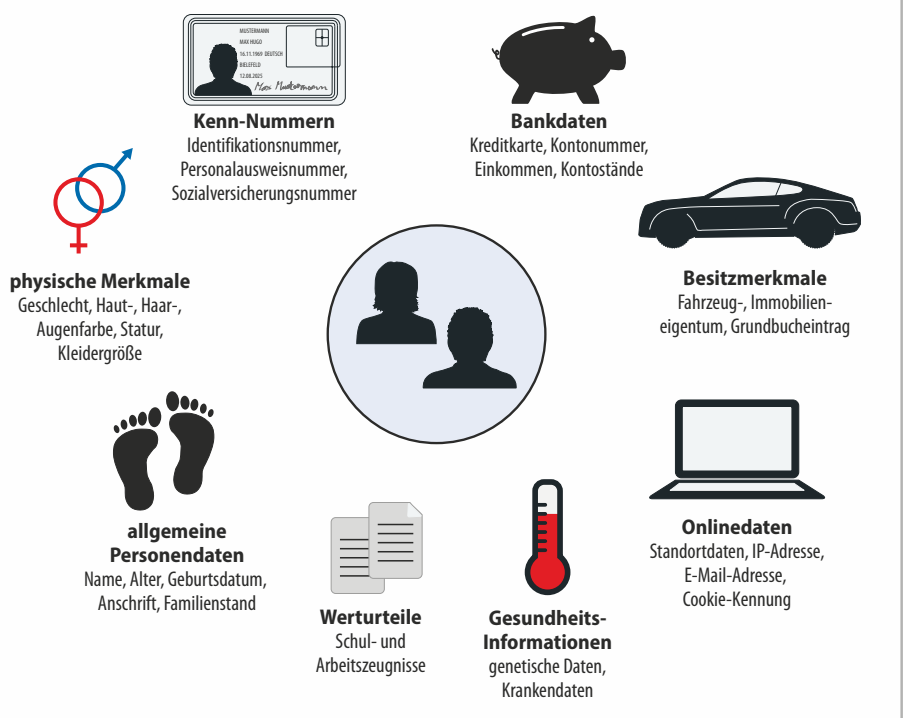 MUSTERMANN
MAX HUGO
16.11.1969 DEUTSCH
BIELEFELD
12.08.2025
Max Mustermann
Kenn-Nummern
Identifikationsnummer,
Personalausweisnummer,
Sozialversicherungsnummer
Bankdaten
Kreditkarte, Kontonummer,
Einkommen, Kontostände
physische Merkmale
Geschlecht, Haut-, Haar-,
Augenfarbe, Statur,
Kleidergröße
Besitzmerkmale
Fahrzeug-, Immobilien-
eigentum, Grundbucheintrag
allgemeine
Personendaten
Name, Alter, Geburtsdatum,
Anschrift, Familienstand
Werturteile
Schul- und
Arbeitszeugnisse
Gesundheits-
Informationen
genetische Daten,
Krankendaten
Onlinedaten
Standortdaten, IP-Adresse,
E-Mail-Adresse,
Cookie-Kennung